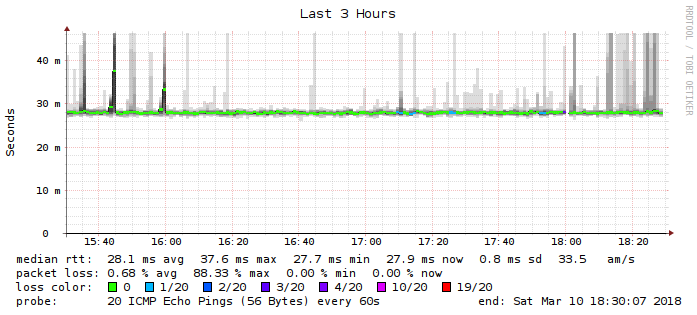 Last 3 Hours
RRDTOOL / TOBI OETIKER
Seconds
40 m
30 m
20 m
10 m
0
15:40 16:00 16:20 16:40 17:00 17:20 17:40 18:00 18:20
median rtt: 28.1 ms avg 37.6 ms max 27.7 ms min 27.9 ms now 0.8 ms sd 33.5 am/s
packet loss: 0.68 % avg 88.33 % max 0.00 % min 0.00 % now
loss color: 0 1/20 2/20 3/20 4/20 10/20 19/20
probe: 20 ICMP Echo Pings (56 Bytes) every 60s end: Sat Mar 10 18:30:07 2018